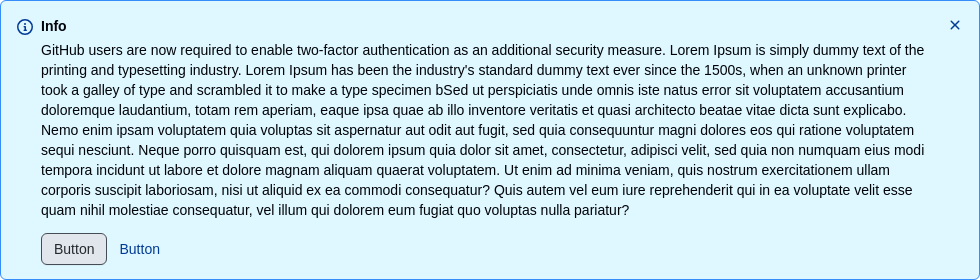 Info
GitHub users are now required to enable two-factor authentication as an additional security measure. Lorem Ipsum is simply dummy text of the
printing and typesetting industry. Lorem Ipsum has been the industry's standard dummy text ever since the 1500s, when an unknown printer
took a galley of type and scrambled it to make a type specimen bSed ut perspiciatis unde omnis iste natus error sit voluptatem accusantium
doloremque laudantium, totam rem aperiam, eaque ipsa quae ab illo inventore veritatis et quasi architecto beatae vitae dicta sunt explicabo.
Nemo enim ipsam voluptatem quia voluptas sit aspernatur aut odit aut fugit, sed quia consequuntur magni dolores eos qui ratione voluptatem
sequi nesciunt. Neque porro quisquam est, qui dolorem ipsum quia dolor sit amet, consectetur, adipisci velit, sed quia non numquam eius modi
tempora incidunt ut labore et dolore magnam aliquam quaerat voluptatem. Ut enim ad minima veniam, quis nostrum exercitationem ullam
corporis suscipit laboriosam, nisi ut aliquid ex ea commodi consequatur? Quis autem vel eum iure reprehenderit qui in ea voluptate velit esse
quam nihil molestiae consequatur, vel illum qui dolorem eum fugiat quo voluptas nulla pariatur?
Button Button